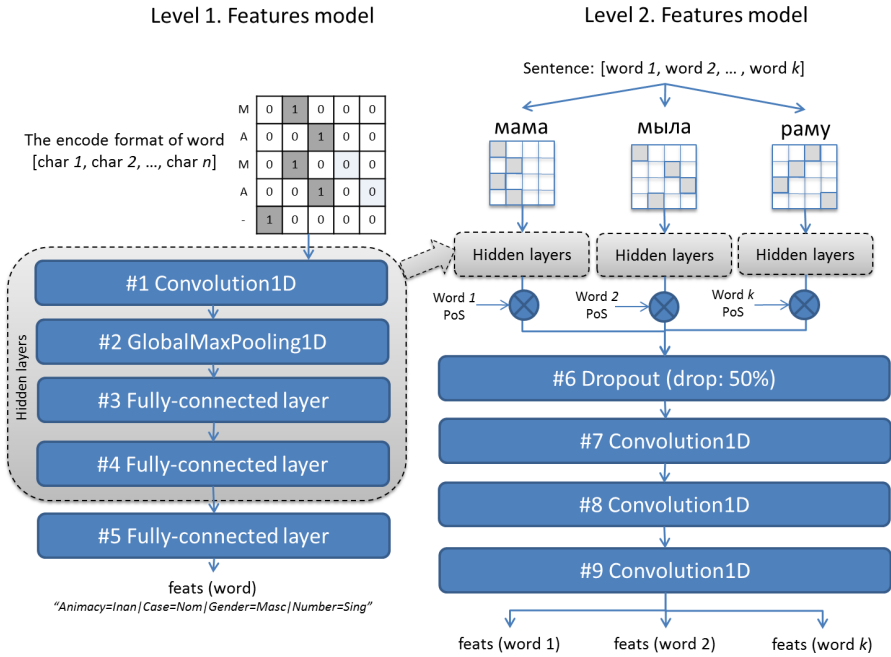 Level 1. Features model
The encode format of word
[char 1, char 2, ..., char n]
М 0 1 0 0 0
А 0 0 1 0 0
М 0 1 0 0 0
А 0 0 1 0 0
- 1 0 0 0 0
Hidden layers
#1 Convolution1D
#2 GlobalMaxPooling1D
#3 Fully-connected layer
#4 Fully-connected layer
#5 Fully-connected layer
feats (word)
“Animacy=Inan|Case=Nom|Gender=Masc|Number=Sing”
Level 2. Features model
Sentence: [word 1, word 2, ... , word k]
мама мыла раму
Hidden layers Hidden layers Hidden layers
Word 1 PoS
Word 2 PoS
Word k PoS
#6 Dropout (drop: 50%)
#7 Convolution1D
#8 Convolution1D
#9 Convolution1D
feats (word 1) feats (word 2) feats (word k)